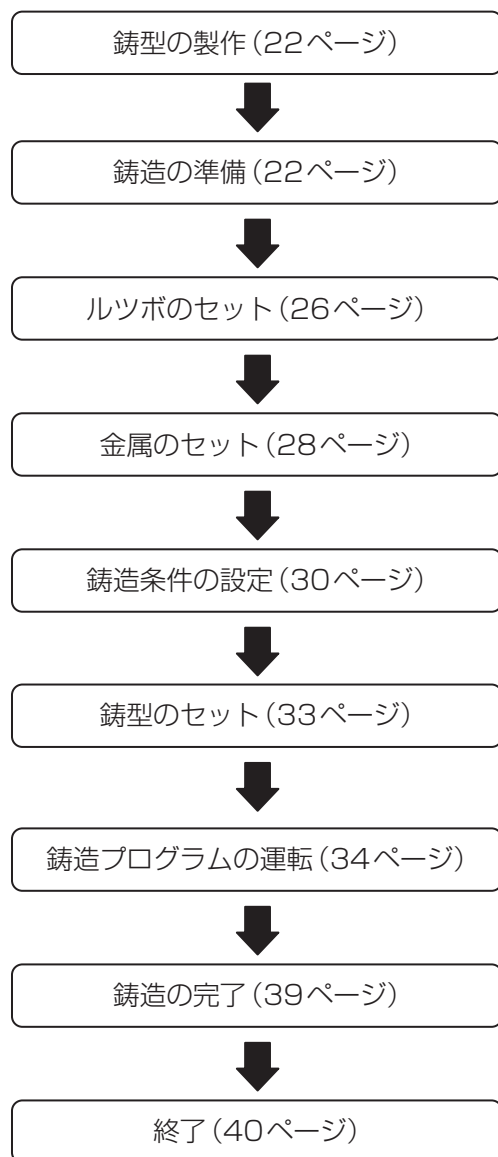 鋳型の製作(22ページ)
鋳造の準備(22ページ)
ルツボのセット(26ページ)
金属のセット(28ページ)
鋳造条件の設定(30ページ)
鋳型のセット(33ページ)
鋳造プログラムの運転(34ページ)
鋳造の完了(39ページ)
終了(40ページ)